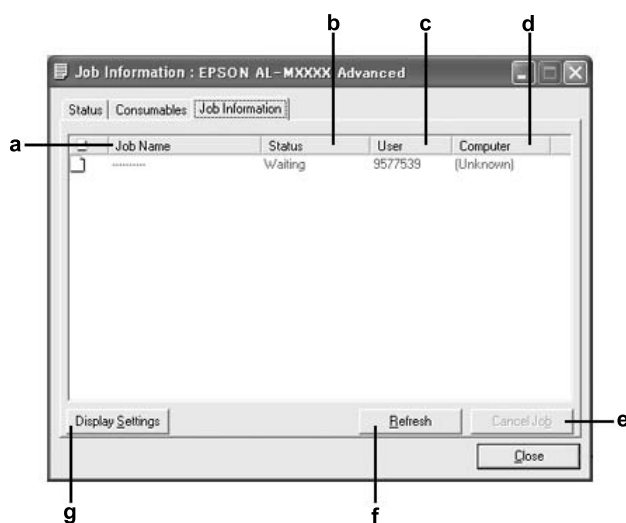 b c d
Job Information : EPSON AL-MXXXX Advanced
Status Consumables Job Information
a
Job Name Status User Computer
---------- Waiting 9577539 (Unknown)
Display Settings Refresh Cancel Job
e
Close
g f